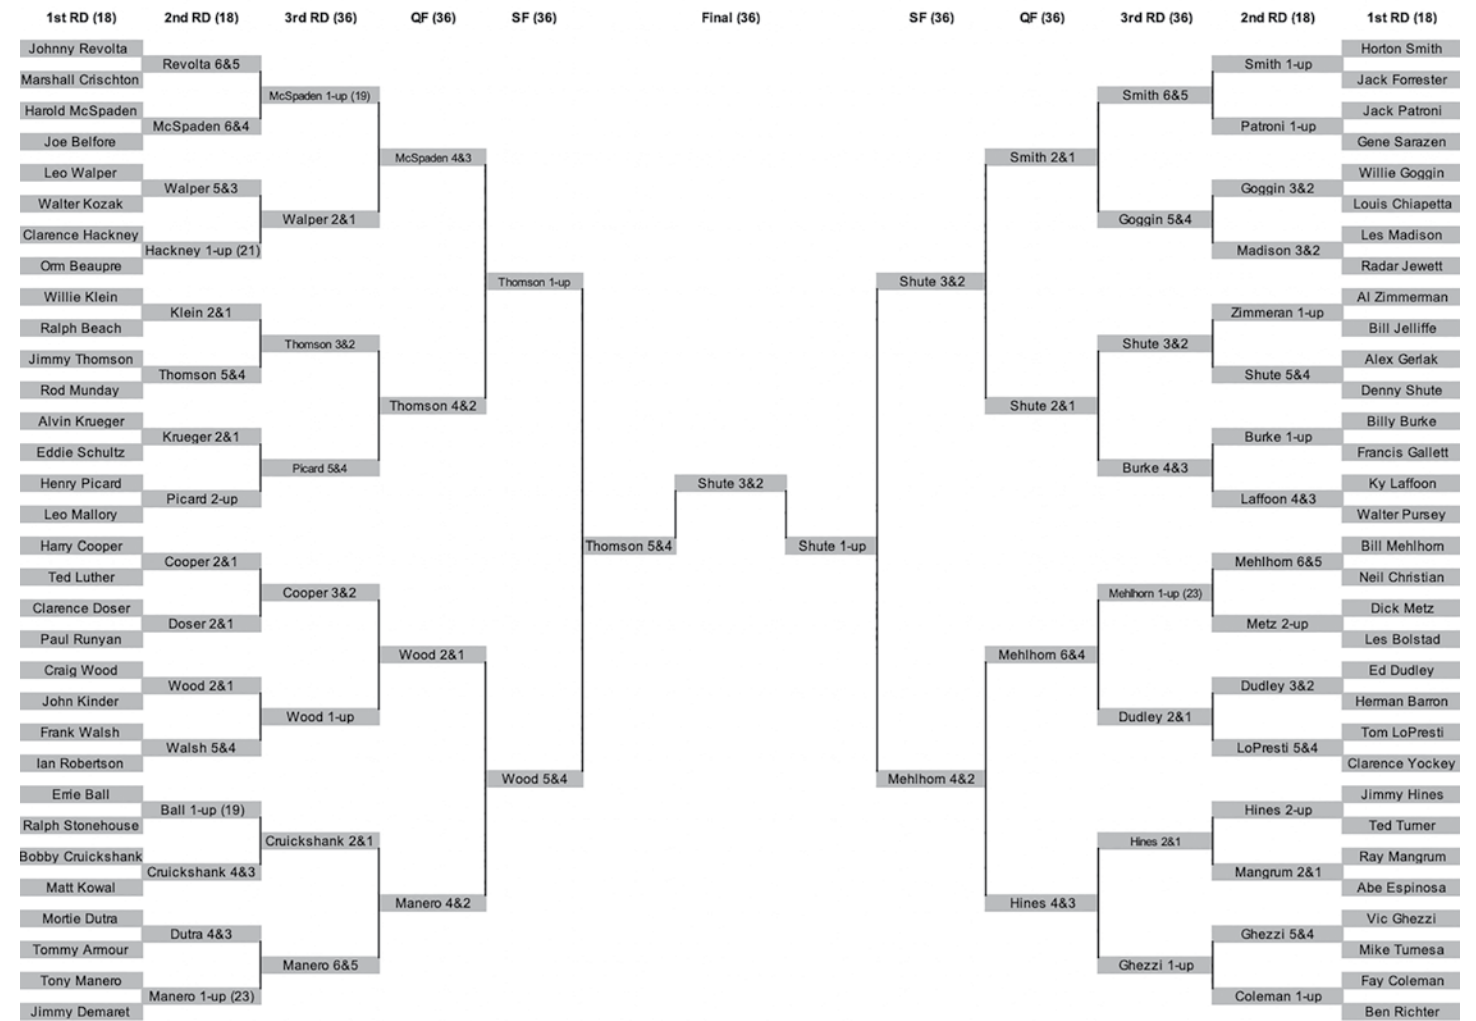 1st RD (18)
2nd RD (18)
3rd RD (36)
QF (36)
SF (36)
Final (36)
SF (36)
QF (36)
3rd RD (36)
2nd RD (18)
1st RD (18)
Johnny Revolta
Marshall Crischton
Harold McSpaden
Joe Belfore
Leo Walper
Walter Kozak
Clarence Hackney
Orm Beaupre
Willie Klein
Ralph Beach
Jimmy Thomson
Rod Munday
Alvin Krueger
Eddie Schultz
Henry Picard
Leo Mallory
Harry Cooper
Ted Luther
Clarence Doser
Paul Runyan
Craig Wood
John Kinder
Frank Walsh
Ian Robertson
Errie Ball
Ralph Stonehouse
Bobby Cruickshank
Matt Kowal
Mortie Dutra
Tommy Armour
Tony Manero
Jimmy Demaret
Revolta 6&5
McSpaden 6&4
Walper 5&3
Hackney 1-up (21)
Klein 2&1
Thomson 5&4
Krueger 2&1
Picard 2-up
Cooper 2&1
Doser 2&1
Wood 2&1
Walsh 5&4
Ball 1-up (19)
Cruickshank 4&3
Dutra 4&3
Manero 1-up (23)
McSpaden 1-up (19)
Walper 2&1
Thomson 3&2
Picard 5&4
Cooper 3&2
Wood 1-up
Cruickshank 2&1
Manero 6&5
McSpaden 4&3
Thomson 4&2
Wood 2&1
Manero 4&2
Thomson 1-up
Wood 5&4
Thomson 5&4
Shute 3&2
Shute 1-up
Shute 3&2
Mehlhorn 4&2
Smith 2&1
Shute 2&1
Mehlhorn 6&4
Hines 4&3
Smith 6&5
Goggin 5&4
Shute 3&2
Burke 4&3
Mehlhorn 1-up (23)
Dudley 2&1
Hines 2&1
Ghezzi 1-up
Smith 1-up
Patroni 1-up
Goggin 3&2
Madison 3&2
Zimmeran 1-up
Shute 5&4
Burke 1-up
Laffoon 4&3
Mehlhorn 6&5
Metz 2-up
Dudley 3&2
LoPresti 5&4
Hines 2-up
Mangrum 2&1
Ghezzi 5&4
Coleman 1-up
Horton Smith
Jack Forrester
Jack Patroni
Gene Sarazen
Willie Goggin
Louis Chiapetta
Les Madison
Radar Jewett
Al Zimmerman
Bill Jelliffe
Alex Gerlak
Denny Shute
Billy Burke
Francis Gallett
Ky Laffoon
Walter Pursey
Bill Mehlhorn
Neil Christian
Dick Metz
Les Bolstad
Ed Dudley
Herman Barron
Tom LoPresti
Clarence Yockey
Jimmy Hines
Ted Turner
Ray Mangrum
Abe Espinosa
Vic Ghezzi
Mike Turnesa
Fay Coleman
Ben Richter